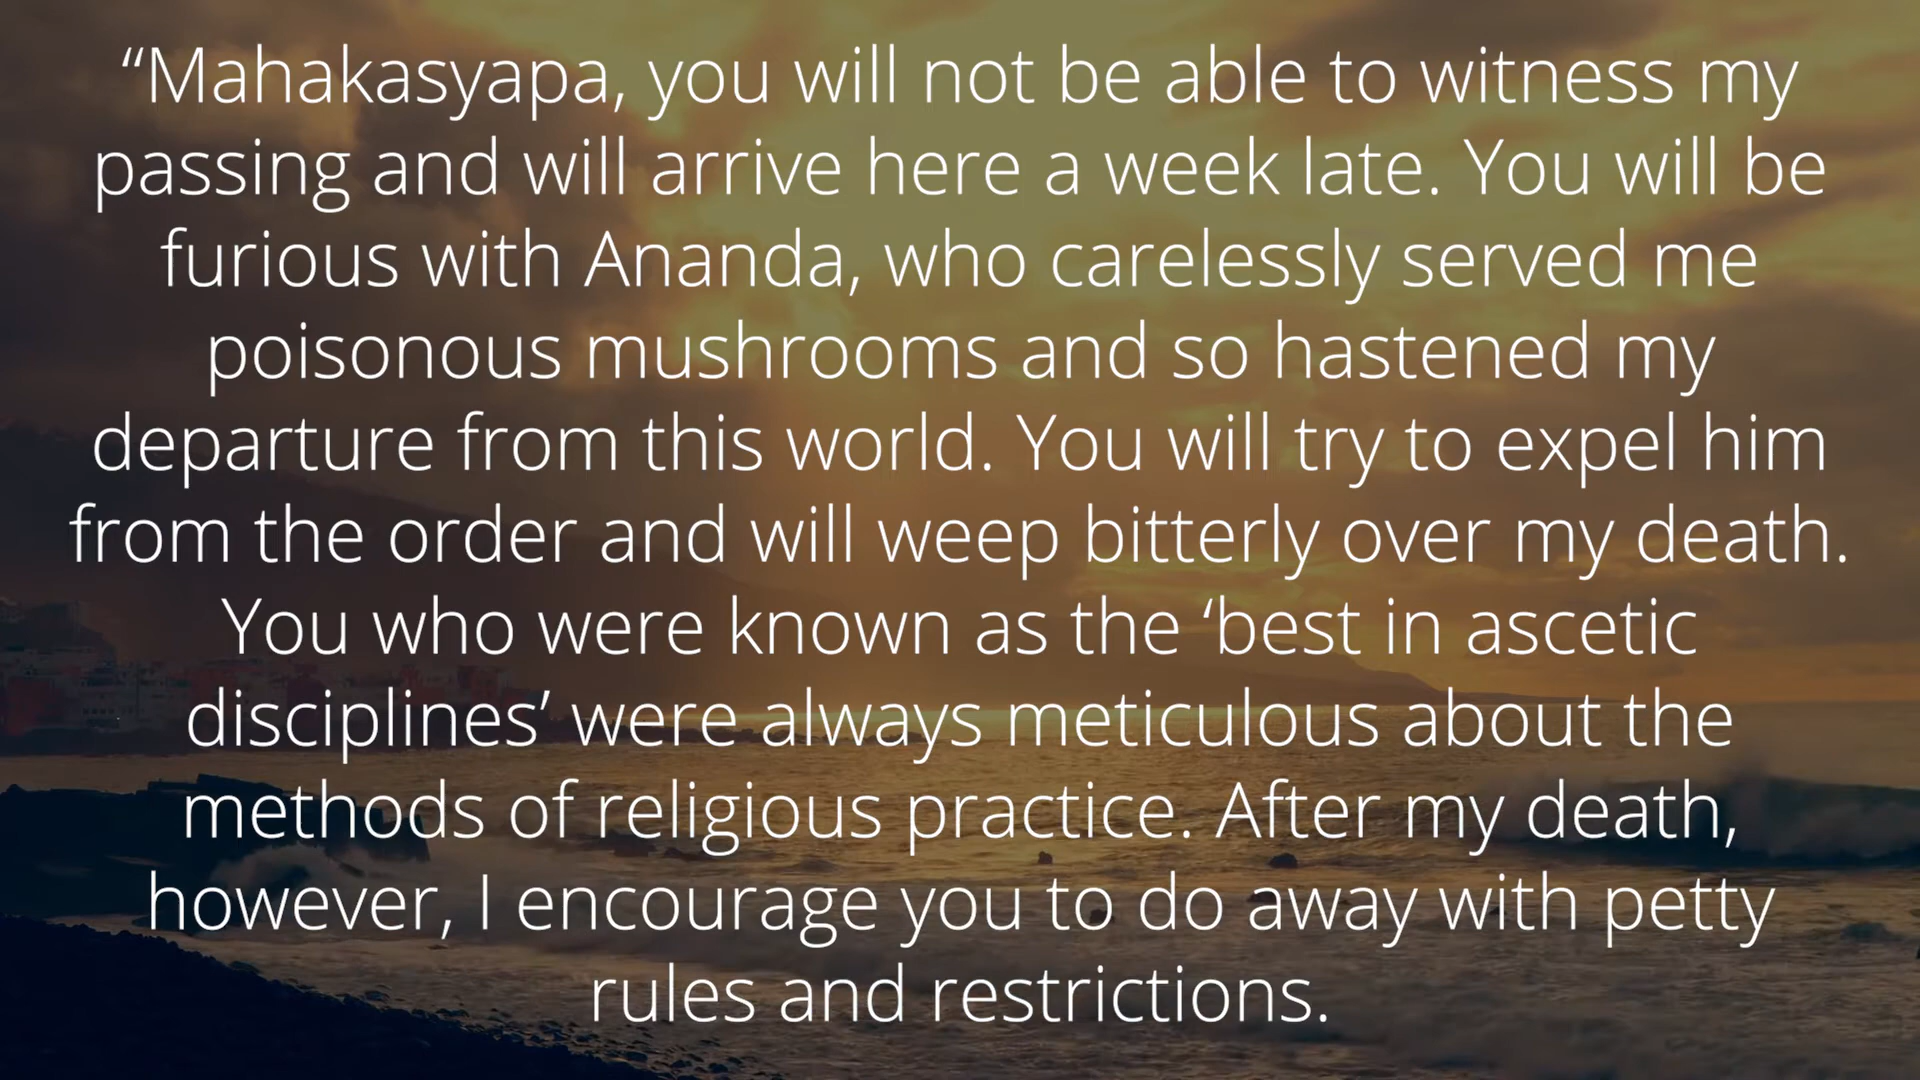 “Mahakasyapa, you will not be able to witness my
passing and will arrive here a week late. You will be
furious with Ananda, who carelessly served me
poisonous mushrooms and so hastened my
departure from this world. You will try to expel him
from the order and will weep bitterly over my death.
You who were known as the ‘best in ascetic
disciplines’ were always meticulous about the
methods of religious practice. After my death,
however, I encourage you to do away with petty
rules and restrictions.